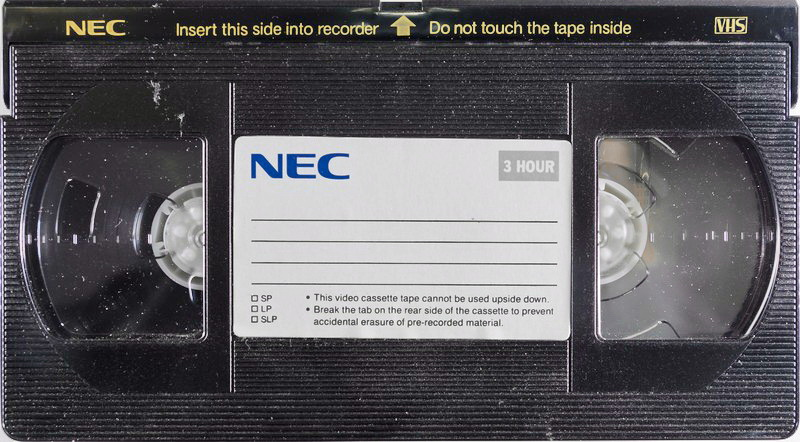 NEC Insert this side into recorder Do not touch the tape inside VHS
NEC 3 HOUR
SP • This video cassette tape cannot be used upside down.
LP • Break the tab on the rear side of the cassette to prevent
SLP accidental erasure of pre-recorded material.